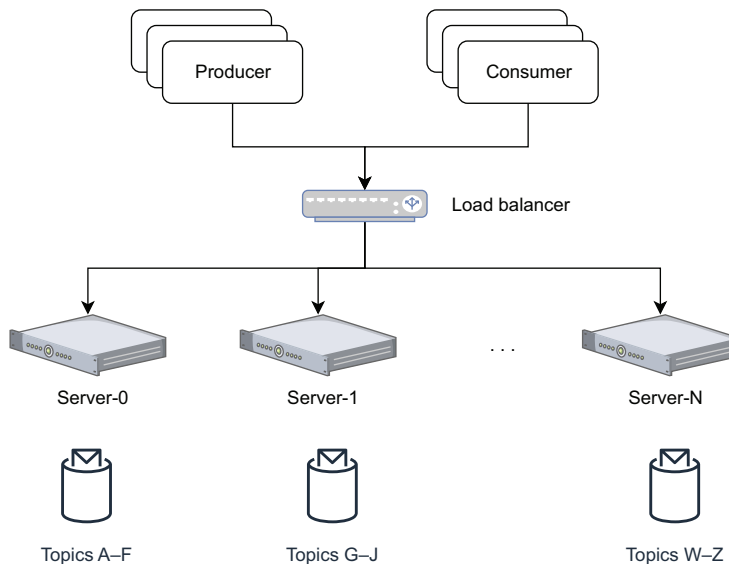 Producer
Consumer
Load balancer
. . .
Server-0
Server-1
Server-N
Topics A–F
Topics G–J
Topics W–Z